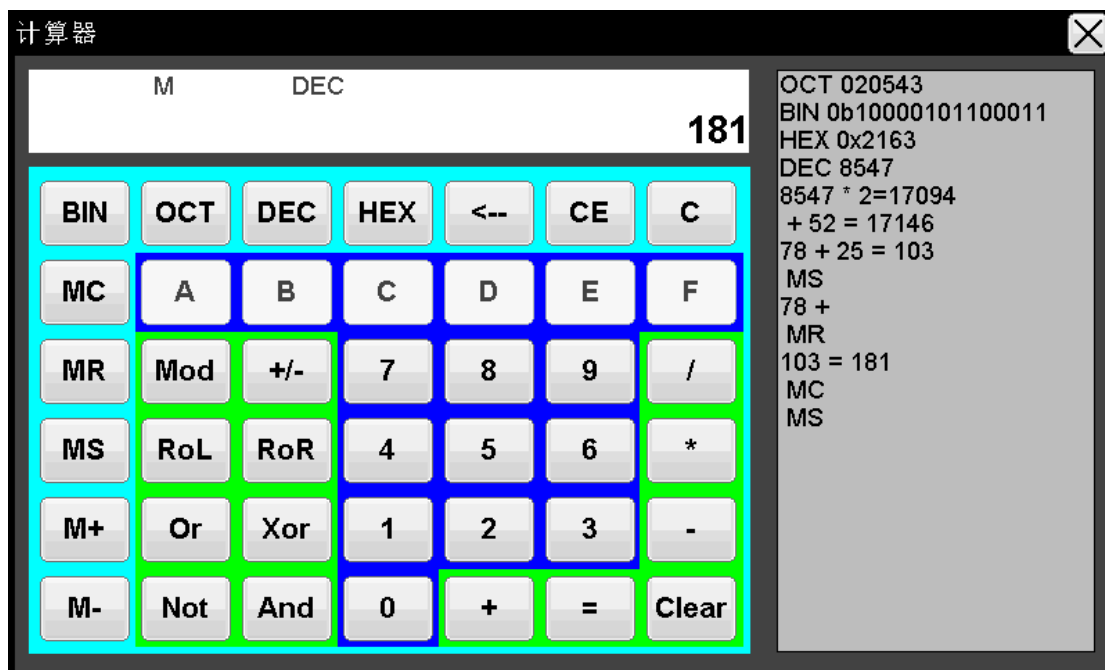 计算器
M DEC
181
BIN OCT DEC HEX <-- CE C
MC A B C D E F
MR Mod +/- 7 8 9 /
MS RoL RoR 4 5 6 *
M+ Or Xor 1 2 3 -
M- Not And 0 + = Clear
OCT 020543
BIN 0b10000101100011
HEX 0x2163
DEC 8547
8547 * 2=17094
+ 52 = 17146
78 + 25 = 103
MS
78 +
MR
103 = 181
MC
MS